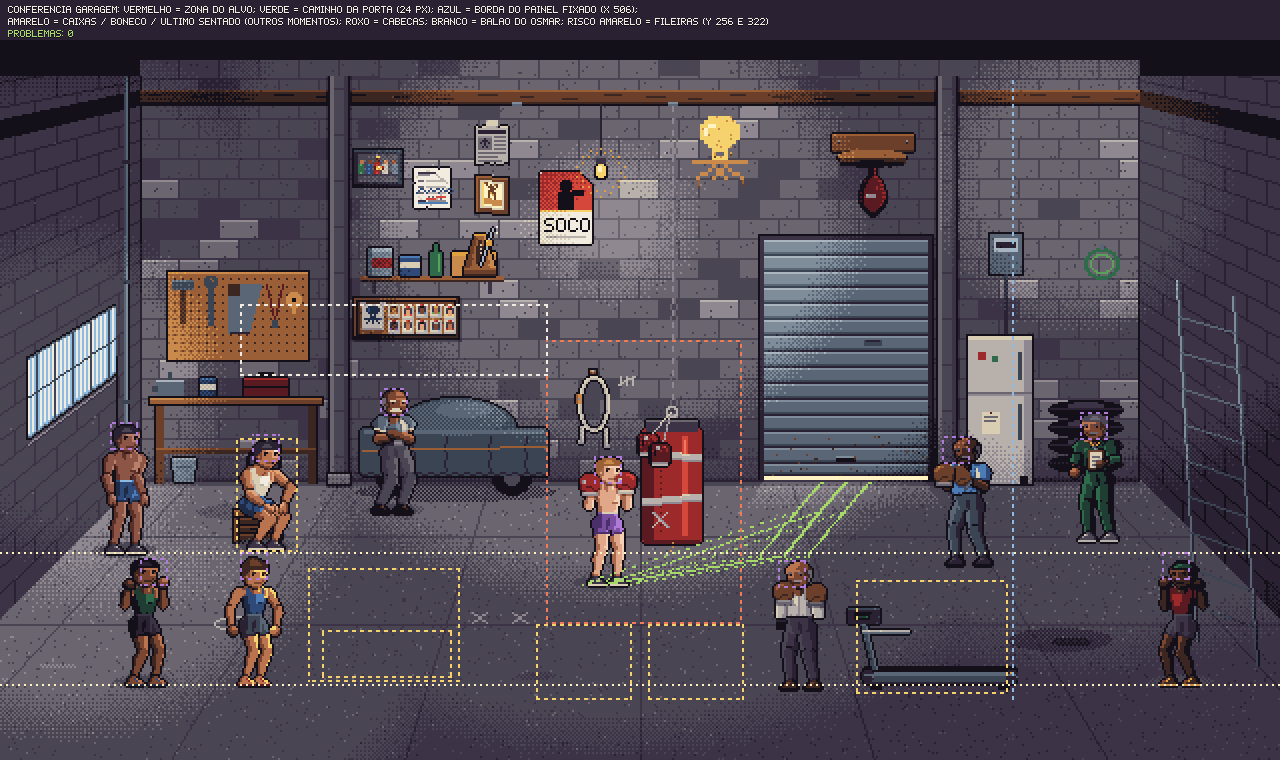 CONFERENCIA GARAGEM: VERMELHO = ZONA DO ALVO; VERDE = CAMINHO DA PORTA (24 PX); AZUL = BORDA DO PAINEL FIXADO (X 506);
AMARELO = CAIXAS / BONECO / ULTIMO SENTADO (OUTROS MOMENTOS); ROXO = CABECAS; BRANCO = BALAO DO OSMAR; RISCO AMARELO = FILEIRAS (Y 256 E 322)
PROBLEMAS: 0
SOCO